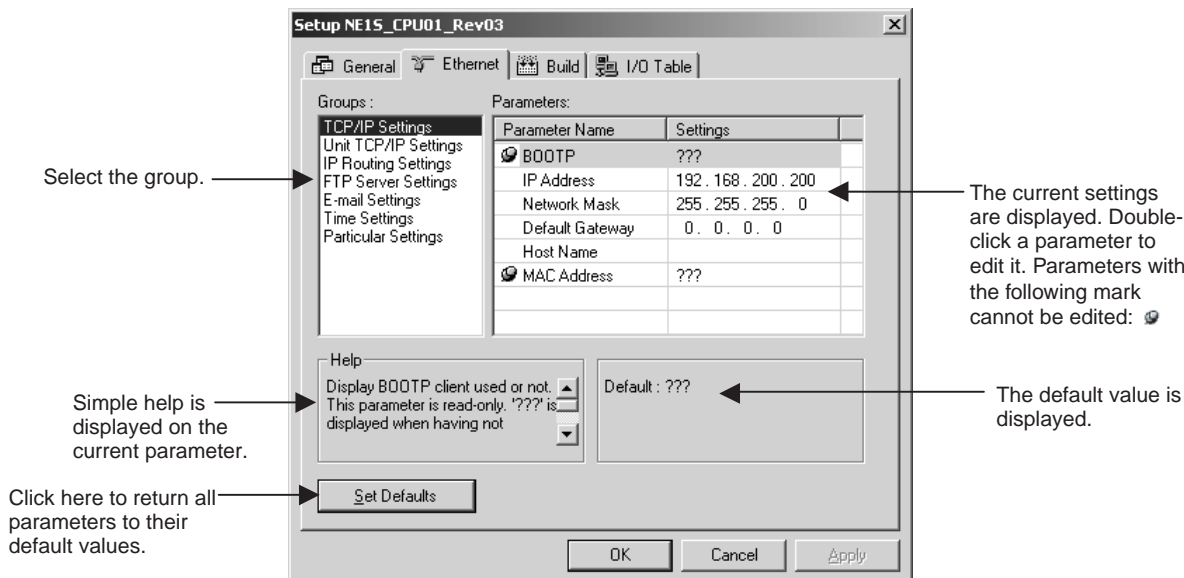 Setup NE1S_CPU01_Rev03
General Ethernet Build I/O Table
Groups :
TCP/IP Settings
Unit TCP/IP Settings
IP Routing Settings
FTP Server Settings
E-mail Settings
Time Settings
Particular Settings
Parameters:
Parameter Name Settings
BOOTP ???
IP Address 192 . 168 . 200 . 200
Network Mask 255 . 255 . 255 . 0
Default Gateway 0 . 0 . 0 . 0
Host Name
MAC Address ???
Select the group.
The current settings
are displayed. Double-
click a parameter to
edit it. Parameters with
the following mark
cannot be edited:
Help
Display BOOTP client used or not.
This parameter is read-only. '???' is
displayed when having not
Default : ???
Simple help is
displayed on the
current parameter.
The default value is
displayed.
Click here to return all
parameters to their
default values.
Set Defaults
OK Cancel Apply